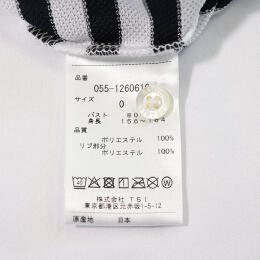 品番
055-1260610
サイズ
0
バスト
身長 156～164
品質
ポリエステル 100%
リブ部分
ポリエステル 100%
株式会社 TSI
東京都港区元赤坂1-5-12
原産地 日本